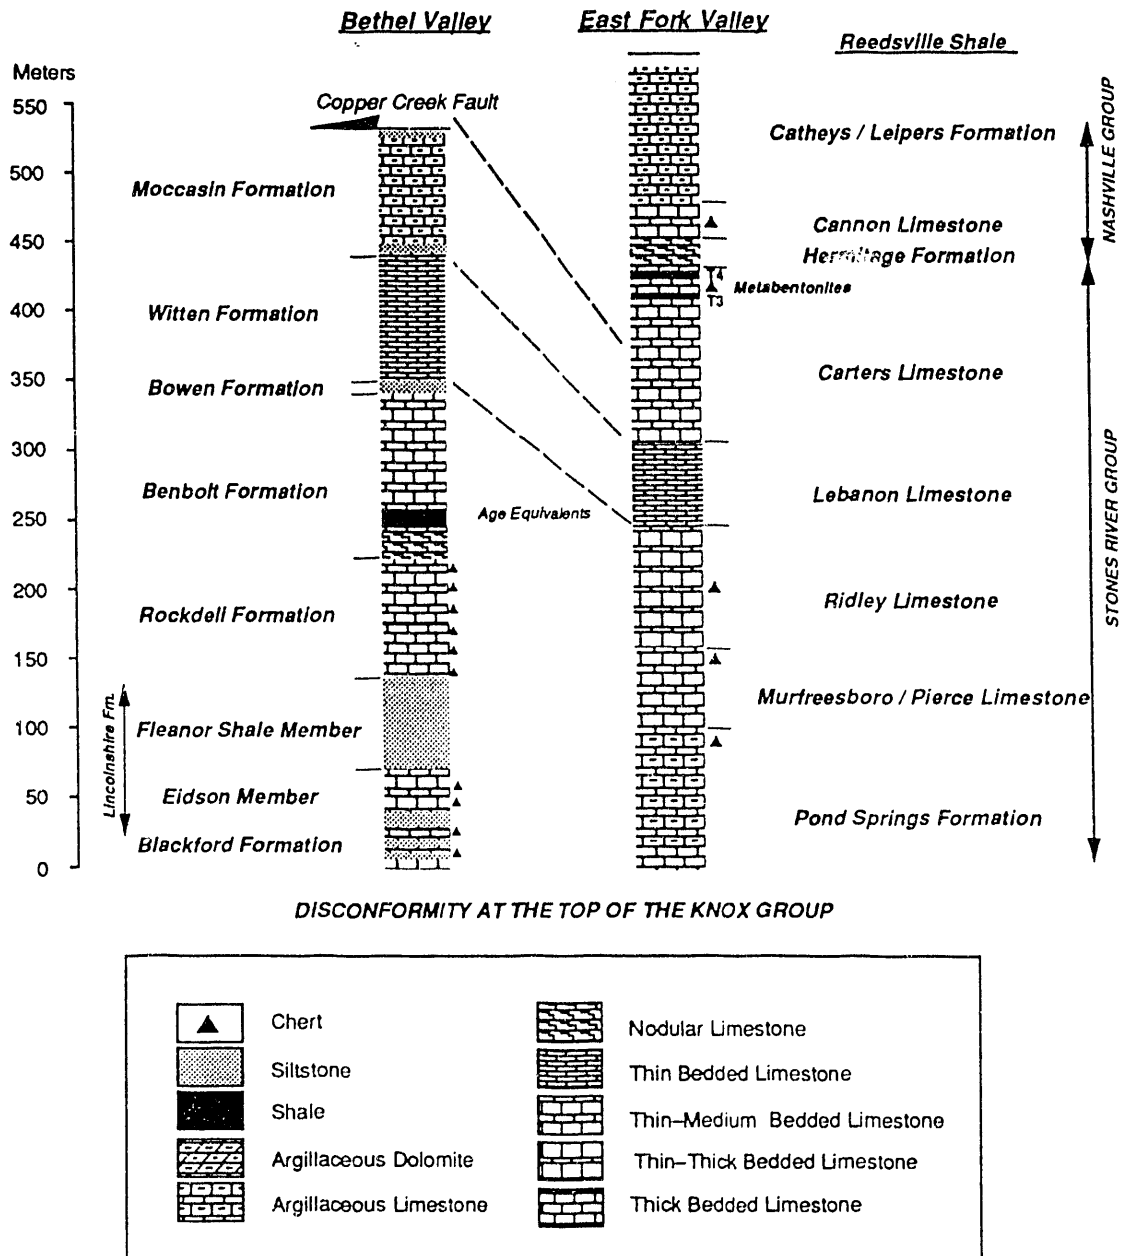 Bethel Valley
East Fork Valley
Reedsville Shale
Meters
550
500
450
400
350
300
250
200
150
100
50
0
Copper Creek Fault
Moccasin Formation
Witten Formation
Bowen Formation
Benbolt Formation
Rockdell Formation
Fleanor Shale Member
Eidson Member
Blackford Formation
Lincolnshire Fm.
Age Equivalents
Catheys / Leipers Formation
Cannon Limestone
Hermitage Formation
T4
Metabentonites
T3
Carters Limestone
Lebanon Limestone
Ridley Limestone
Murfreesboro / Pierce Limestone
Pond Springs Formation
NASHVILLE GROUP
STONES RIVER GROUP
DISCONFORMITY AT THE TOP OF THE KNOX GROUP
Chert
Siltstone
Shale
Argillaceous Dolomite
Argillaceous Limestone
Nodular Limestone
Thin Bedded Limestone
Thin-Medium Bedded Limestone
Thin-Thick Bedded Limestone
Thick Bedded Limestone